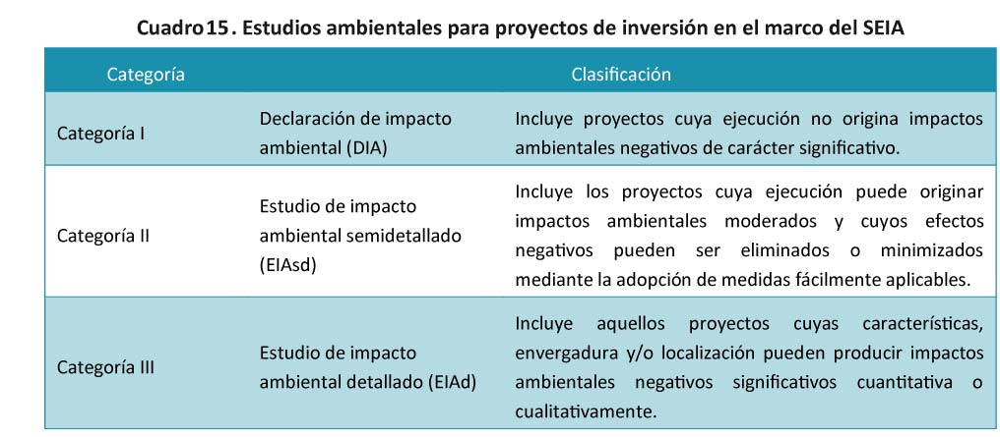 Cuadro 15. Estudios ambientales para proyectos de inversión en el marco del SEIA
Categoría
Clasificación
Categoría I
Declaración de impacto
ambiental (DIA)
Incluye proyectos cuya ejecución no origina impactos
ambientales negativos de carácter significativo.
Categoría II
Estudio de impacto
ambiental semidetallado
(EIAsd)
Incluye los proyectos cuya ejecución puede originar
impactos ambientales moderados y cuyos efectos
negativos pueden ser eliminados o minimizados
mediante la adopción de medidas fácilmente aplicables.
Categoría III
Estudio de impacto
ambiental detallado (EIAd)
Incluye aquellos proyectos cuyas características,
envergadura y/o localización pueden producir impactos
ambientales negativos significativos cuantitativa o
cualitativamente.